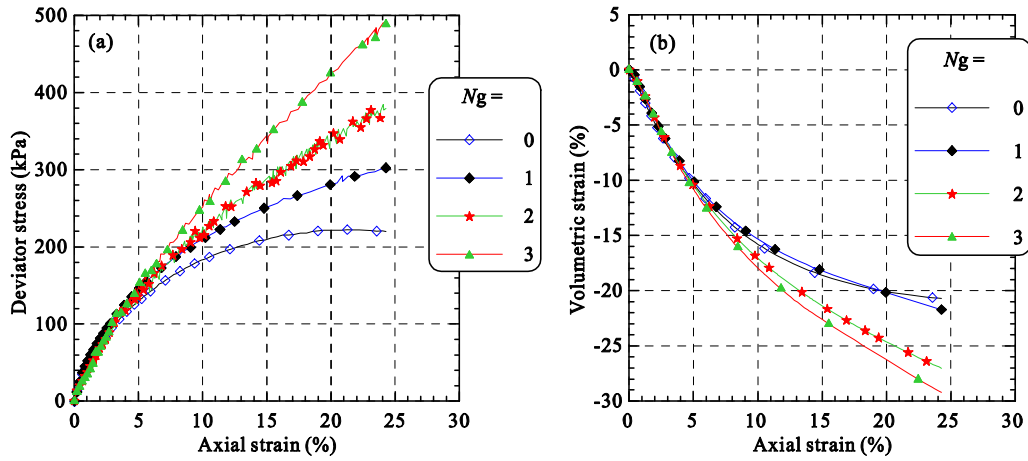 (a)
500
400
300
200
100
0
0 5 10 15 20 25 30
Deviator stress (kPa)
Axial strain (%)
Ng =
0
1
2
3
(b)
5
0
-5
-10
-15
-20
-25
-30
0 5 10 15 20 25 30
Volumetric strain (%)
Axial strain (%)
Ng =
0
1
2
3